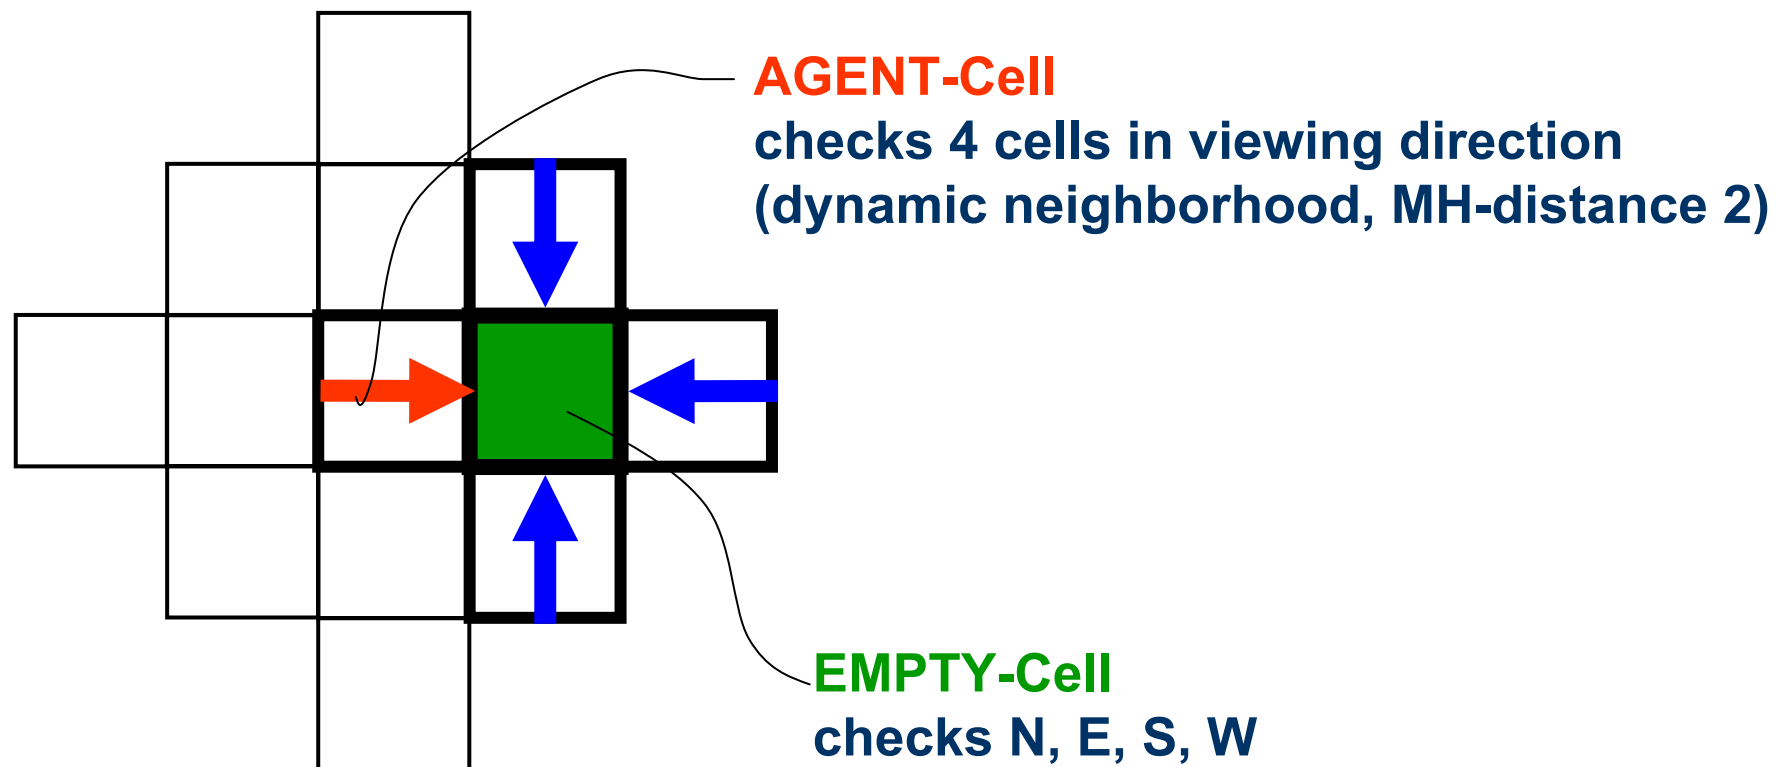 AGENT-Cell
checks 4 cells in viewing direction
(dynamic neighborhood, MH-distance 2)
EMPTY-Cell
checks N, E, S, W